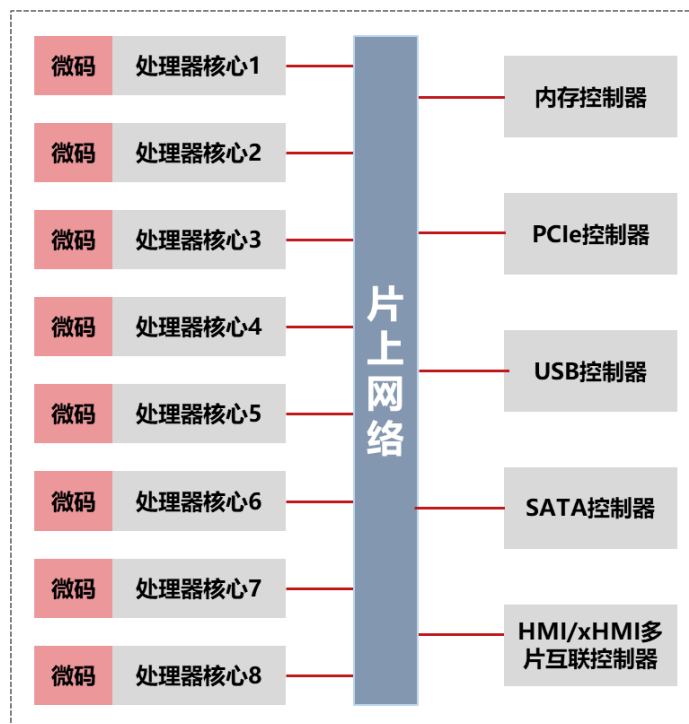 微码 处理器核心1
微码 处理器核心2
微码 处理器核心3
微码 处理器核心4
微码 处理器核心5
微码 处理器核心6
微码 处理器核心7
微码 处理器核心8
片上网络
内存控制器
PCIe控制器
USB控制器
SATA控制器
HMI/xHMI多
片互联控制器